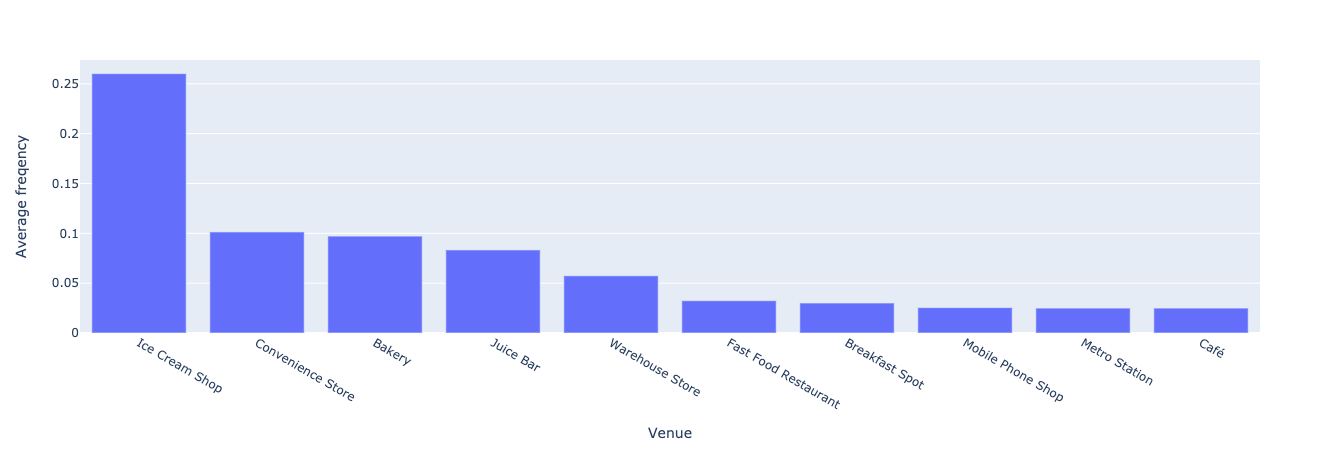 0.25
0.2
0.15
0.1
0.05
0
Average freqency
Ice Cream Shop
Convenience Store
Bakery
Juice Bar
Warehouse Store
Fast Food Restaurant
Breakfast Spot
Mobile Phone Shop
Metro Station
Café
Venue